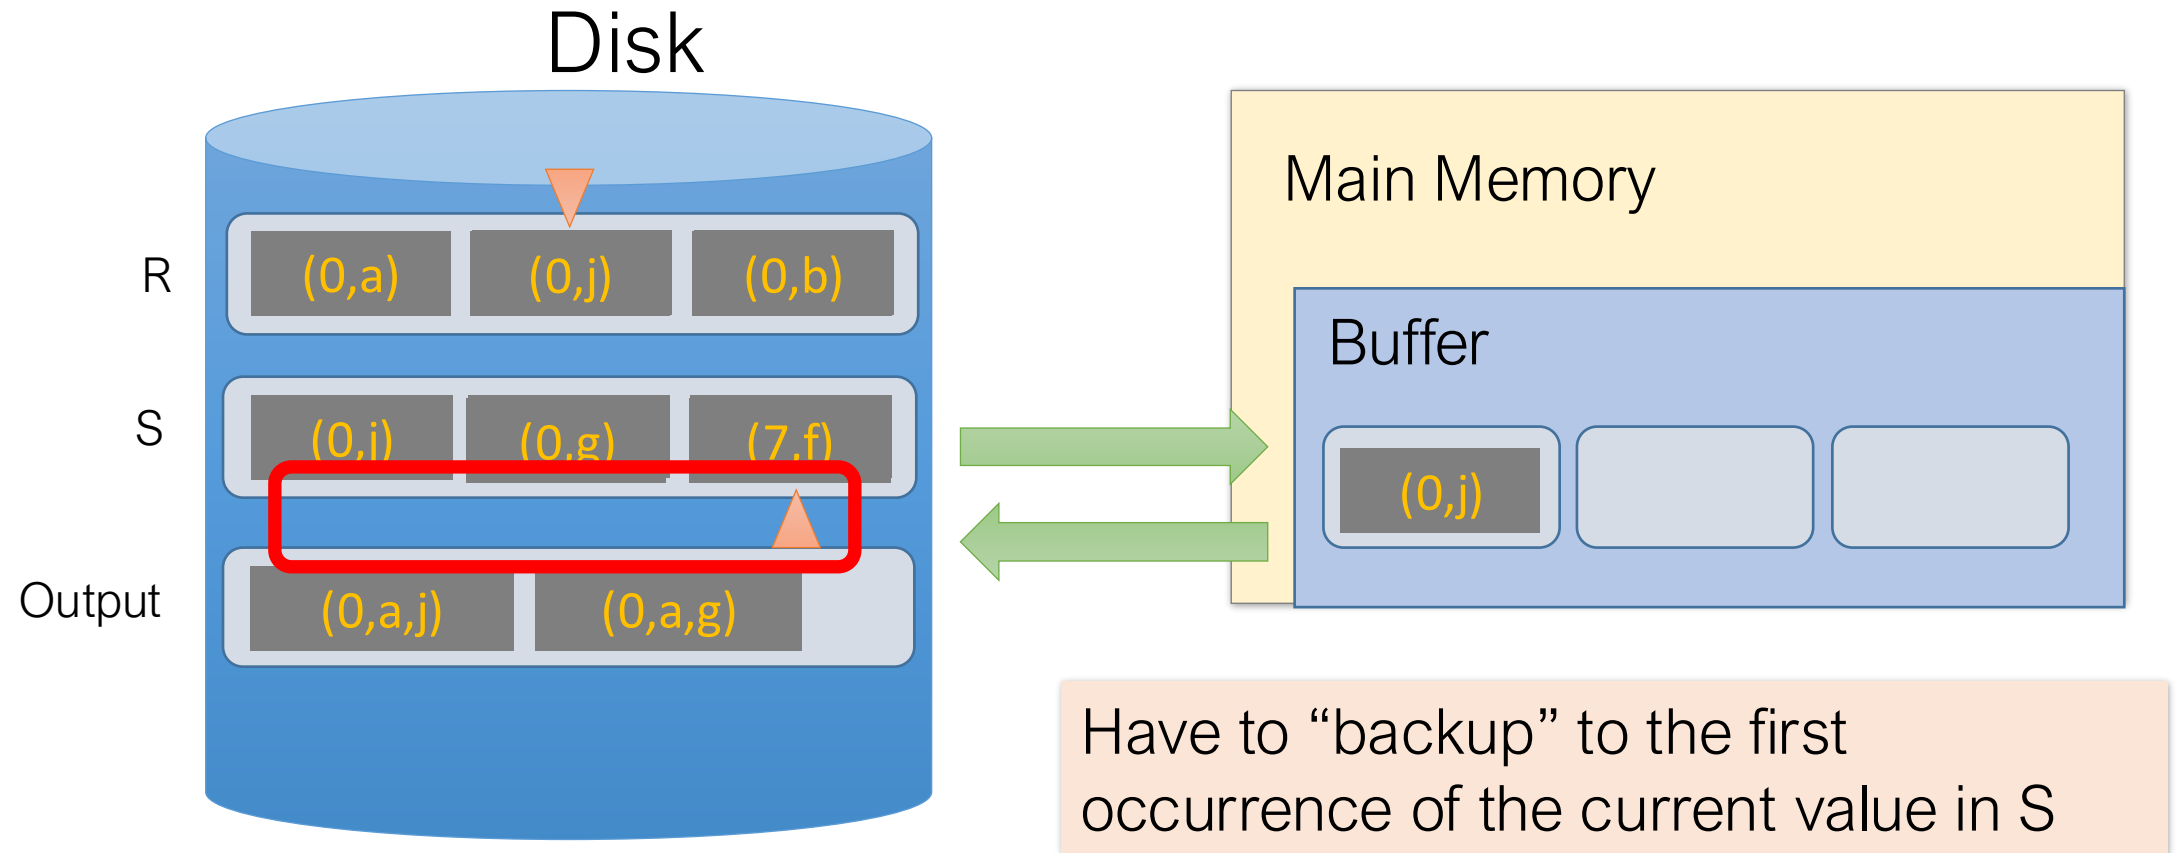 Disk
Main Memory
R (0,a) (0,j) (0,b)
Buffer
S (0,j) (0,g) (7,f)
(0,j)
Output (0,a,j) (0,a,g)
Have to “backup” to the first
occurrence of the current value in S